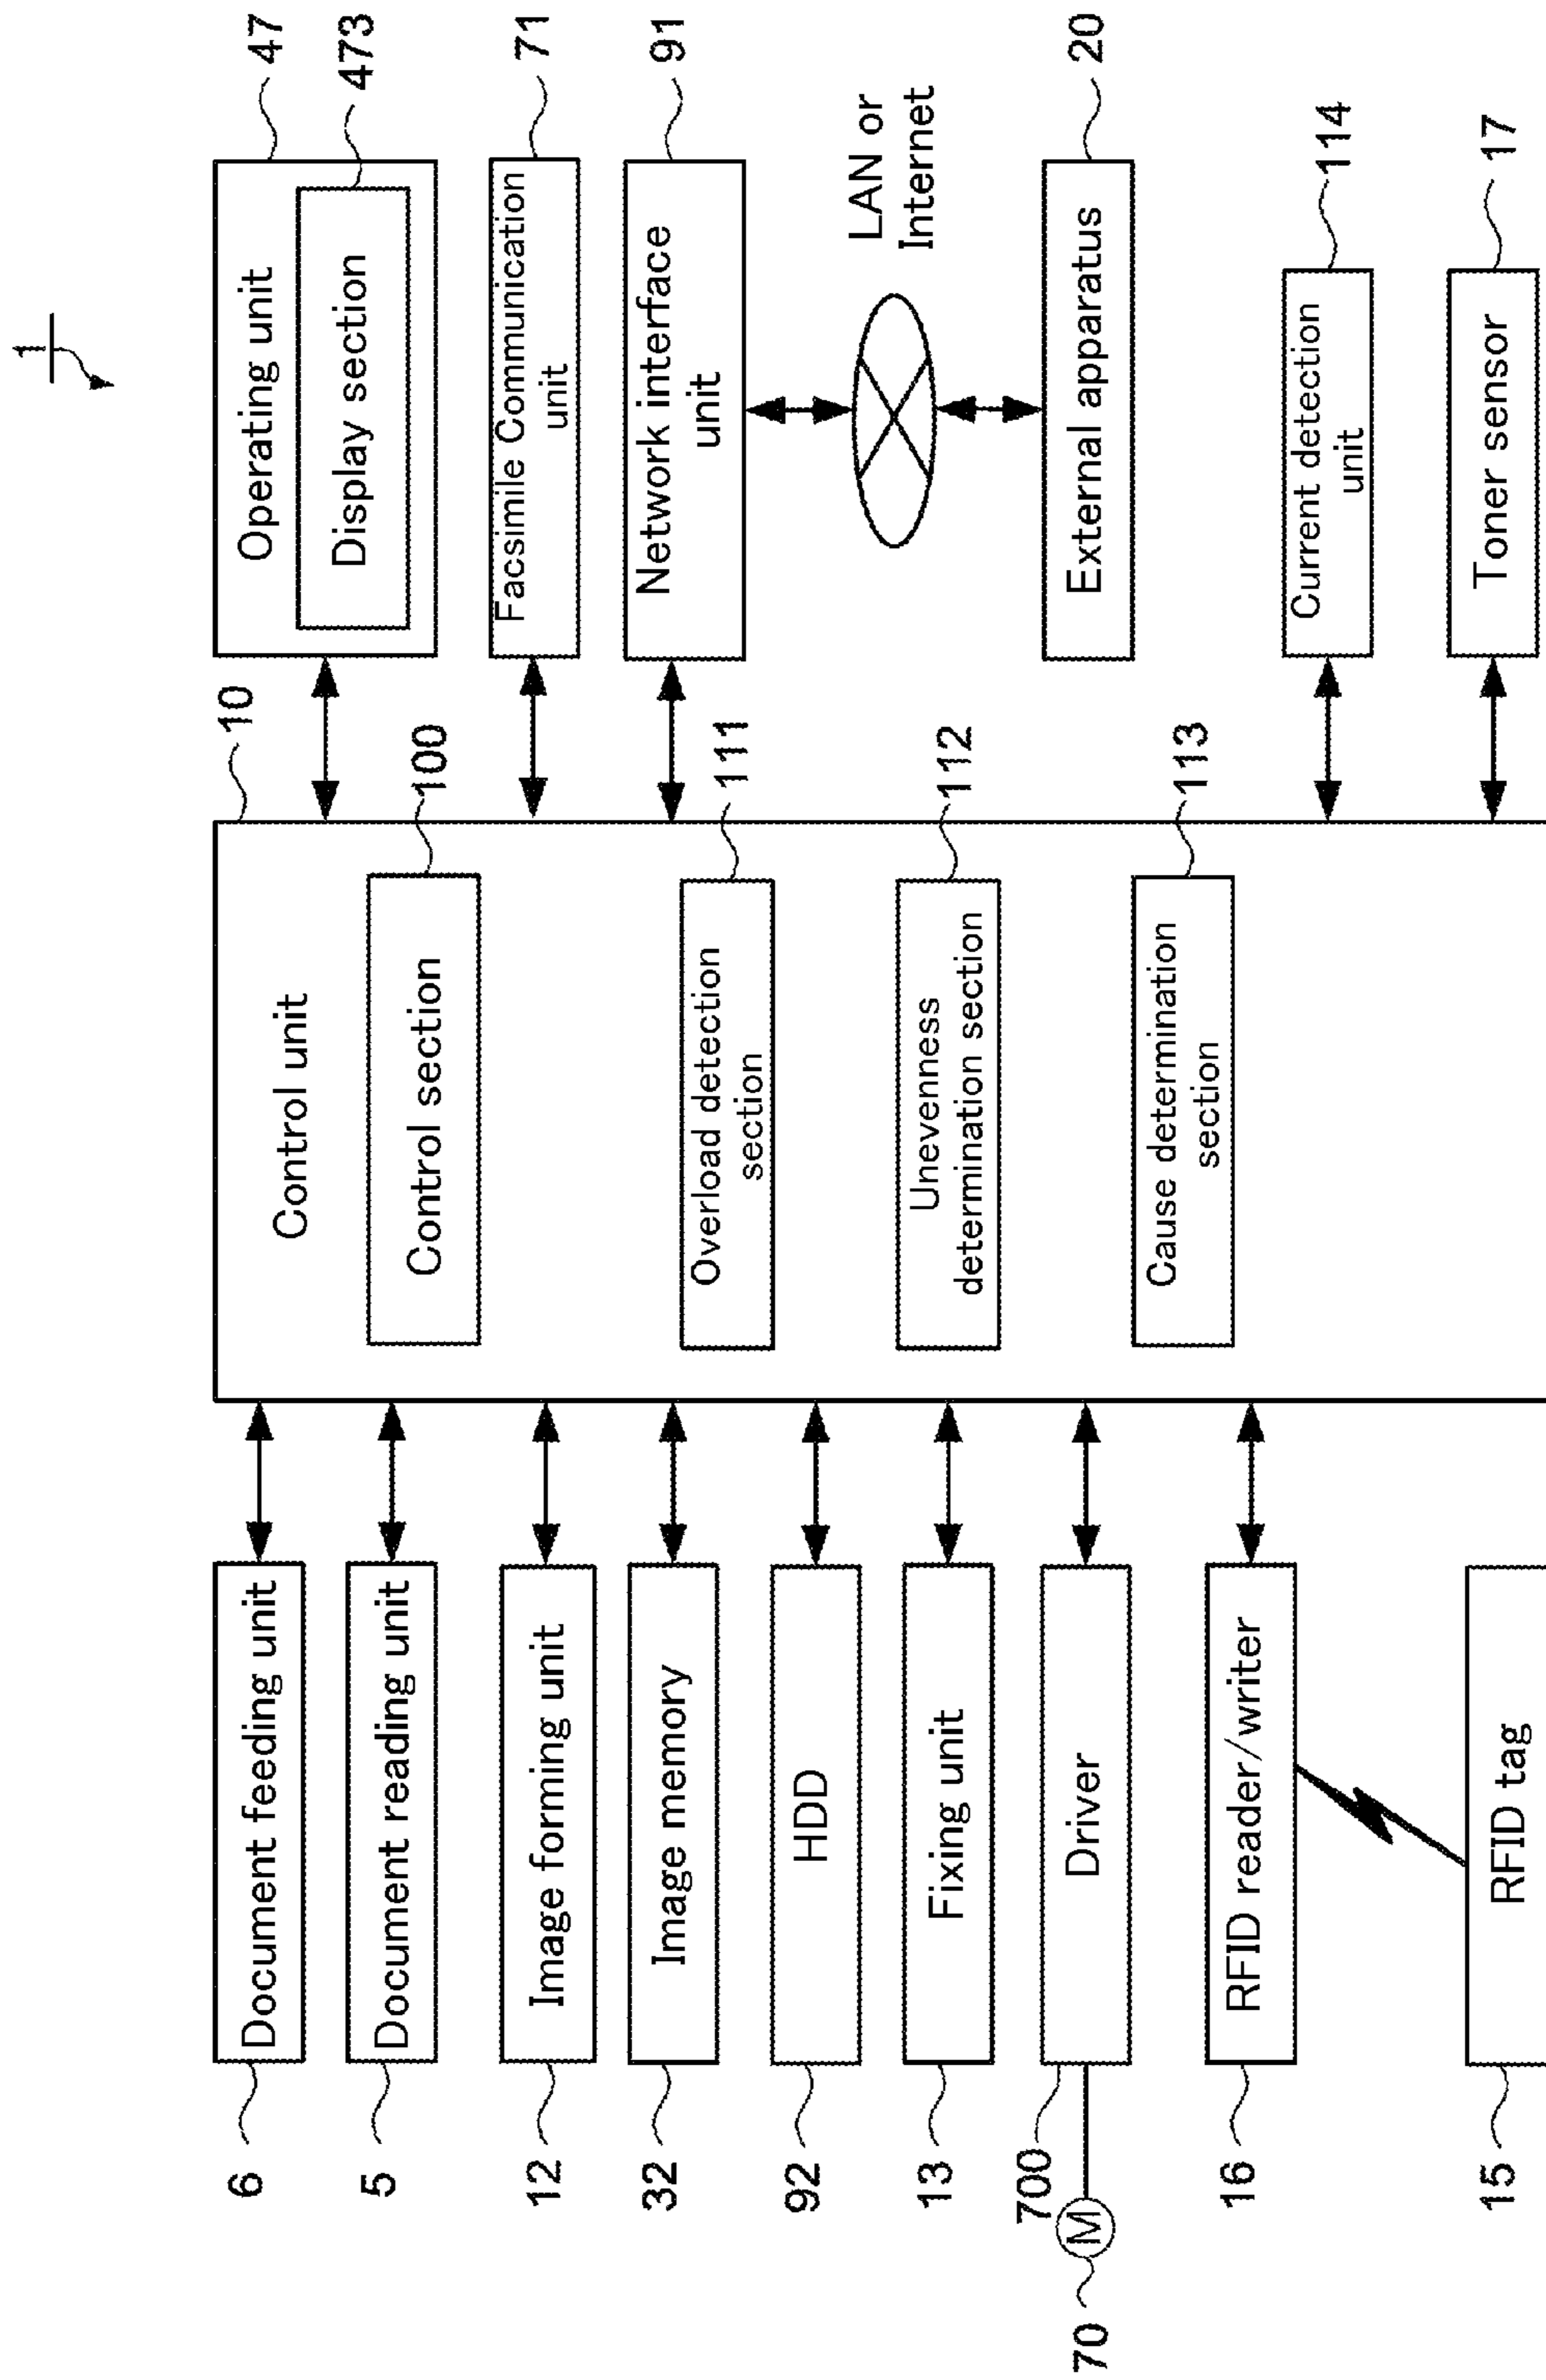 1
6
Document feeding unit
5
Document reading unit
12
Image forming unit
32
Image memory
92
HDD
13
Fixing unit
700
Driver
M
70
16
RFID reader/writer
15
RFID tag
10
Control unit
100
Control section
111
Overload detection
section
112
Unevenness
determination section
113
Cause determination
section
47
Operating unit
473
Display section
71
Facsimile Communication
unit
91
Network interface
unit
LAN or
Internet
20
External apparatus
114
Current detection
unit
17
Toner sensor